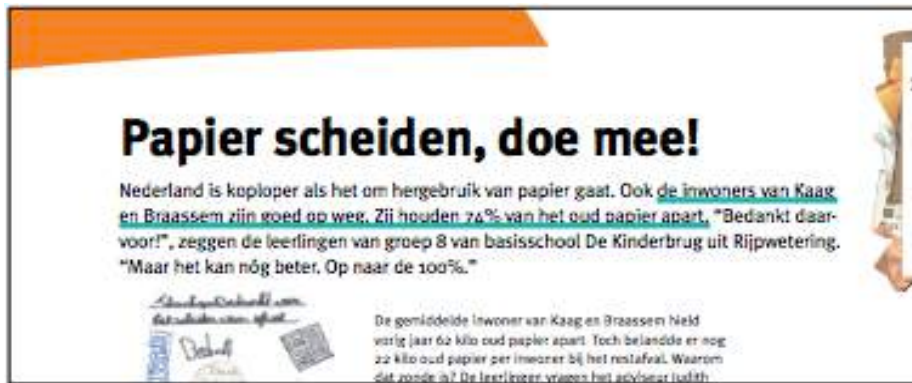 Papier scheiden, doe mee!
Nederland is koploper als het om hergebruik van papier gaat. Ook de inwoners van Kaag
en Braassem zijn goed op weg. Zij houden 74% van het oud papier apart. "Bedankt daar-
voor!", zeggen de leerlingen van groep 8 van basisschool De Kinderbrug uit Rijpwetering.
"Maar het kan nóg beter. Op naar de 100%."
De gemiddelde inwoner van Kaag en Braassem hield
vorig jaar 62 kilo oud papier apart. Toch belandde er nog
22 kilo oud papier per inwoner bij het restafval. Waarom
dat zonde is? De leerlingen vragen het adviseur Judith